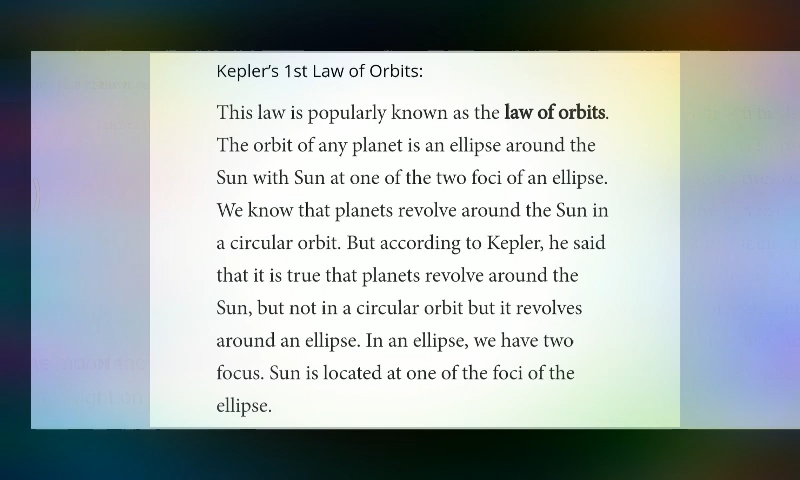 Kepler’s 1st Law of Orbits:
This law is popularly known as the law of orbits.
The orbit of any planet is an ellipse around the
Sun with Sun at one of the two foci of an ellipse.
We know that planets revolve around the Sun in
a circular orbit. But according to Kepler, he said
that it is true that planets revolve around the
Sun, but not in a circular orbit but it revolves
around an ellipse. In an ellipse, we have two
focus. Sun is located at one of the foci of the
ellipse.